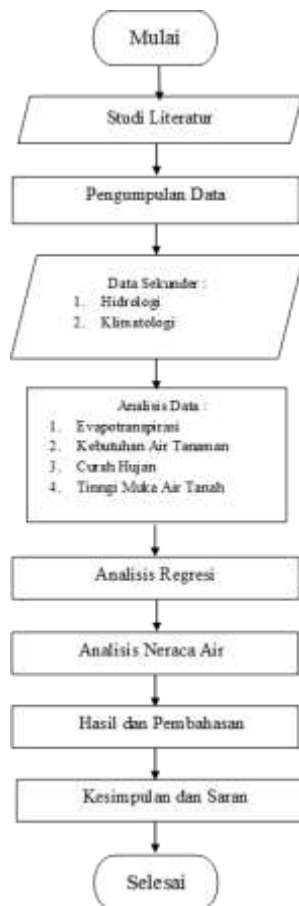 Mulai
Studi Literatur
Pengumpulan Data
Data Sekunder :
1. Hidrologi
2. Klimatologi
Analisis Data :
1. Evapotranspirasi
2. Kebutuhan Air Tanaman
3. Curah Hujan
4. Tinngi Muka Air Tanah
Analisis Regresi
Analisis Neraca Air
Hasil dan Pembahasan
Kesimpulan dan Saran
Selesai